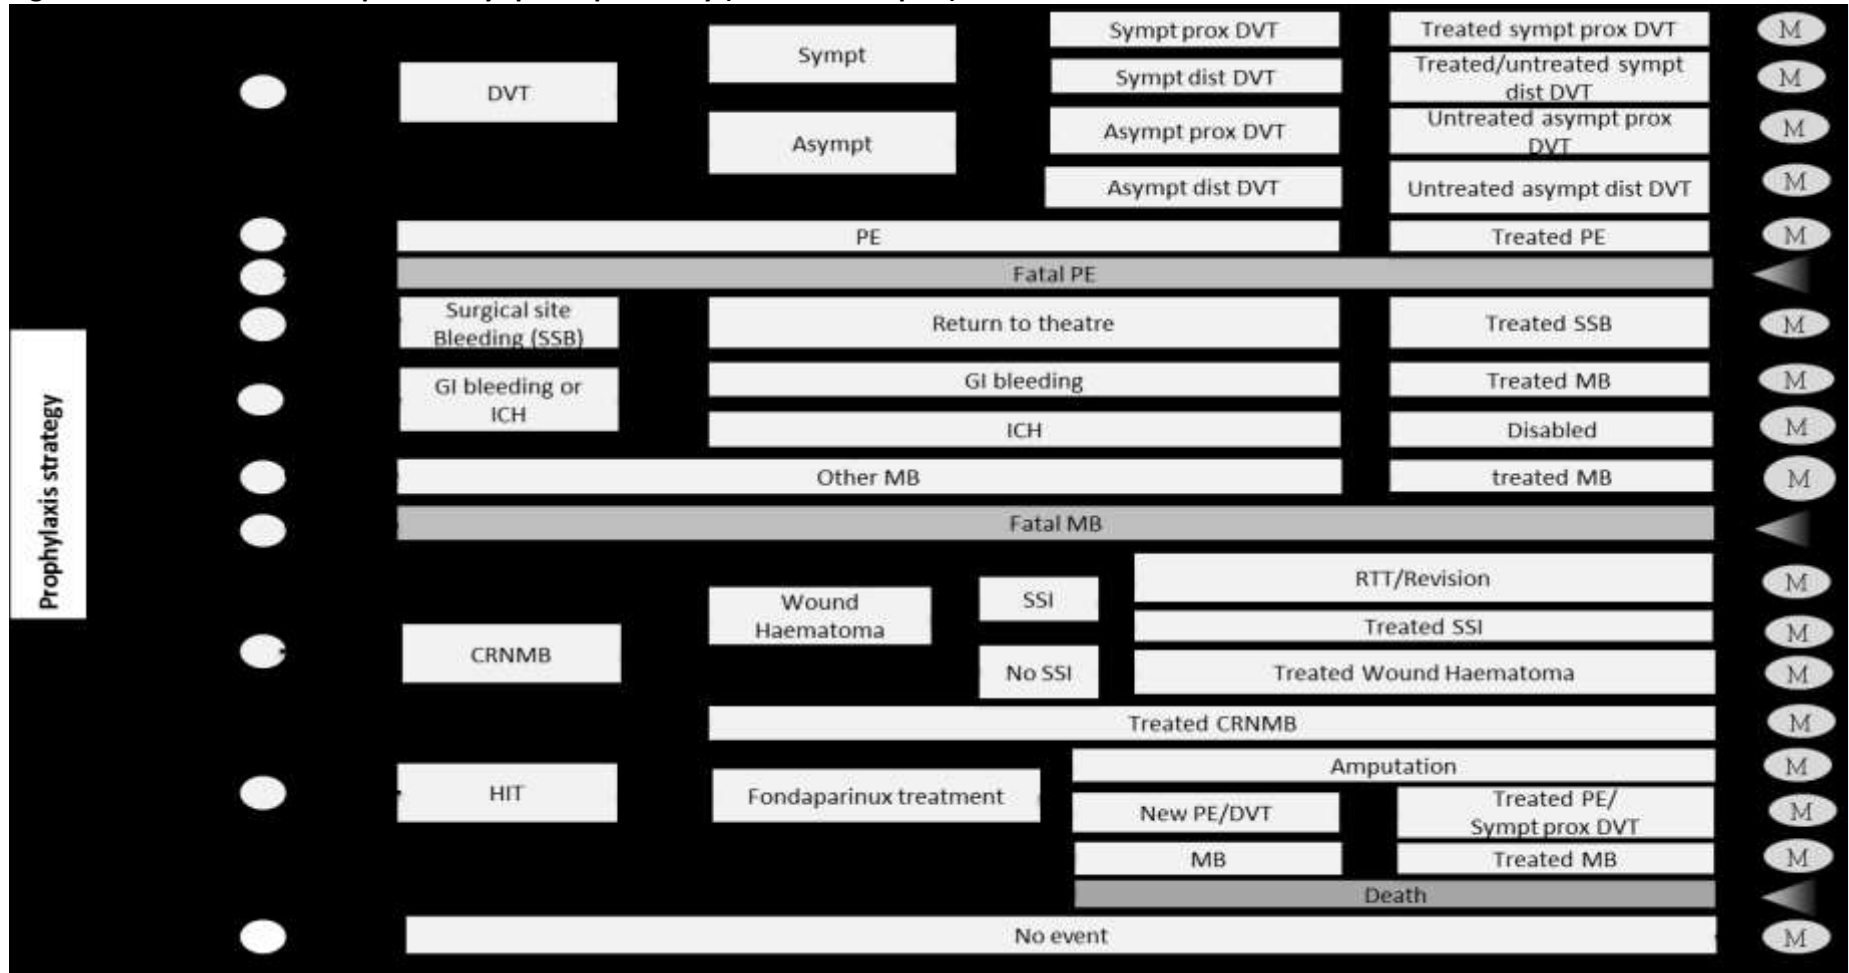 Sympt prox DVT
Treated sympt prox DVT
M
Sympt
Sympt dist DVT
Treated/untreated sympt
dist DVT
M
DVT
Asympt prox DVT
Untreated asympt prox
DVT
M
Asympt
Asympt dist DVT
Untreated asympt dist DVT
M
PE
Treated PE
M
Fatal PE
Surgical site
Bleeding (SSB)
Return to theatre
Treated SSB
M
GI bleeding or
ICH
GI bleeding
Treated MB
M
ICH
Disabled
M
Prophylaxis strategy
Other MB
treated MB
M
Fatal MB
CRNMB
Wound
Haematoma
SSI
RTT/Revision
M
Treated SSI
M
No SSI
Treated Wound Haematoma
M
Treated CRNMB
M
HIT
Fondaparinux treatment
Amputation
M
New PE/DVT
Treated PE/
Sympt prox DVT
M
MB
Treated MB
M
Death
No event
M